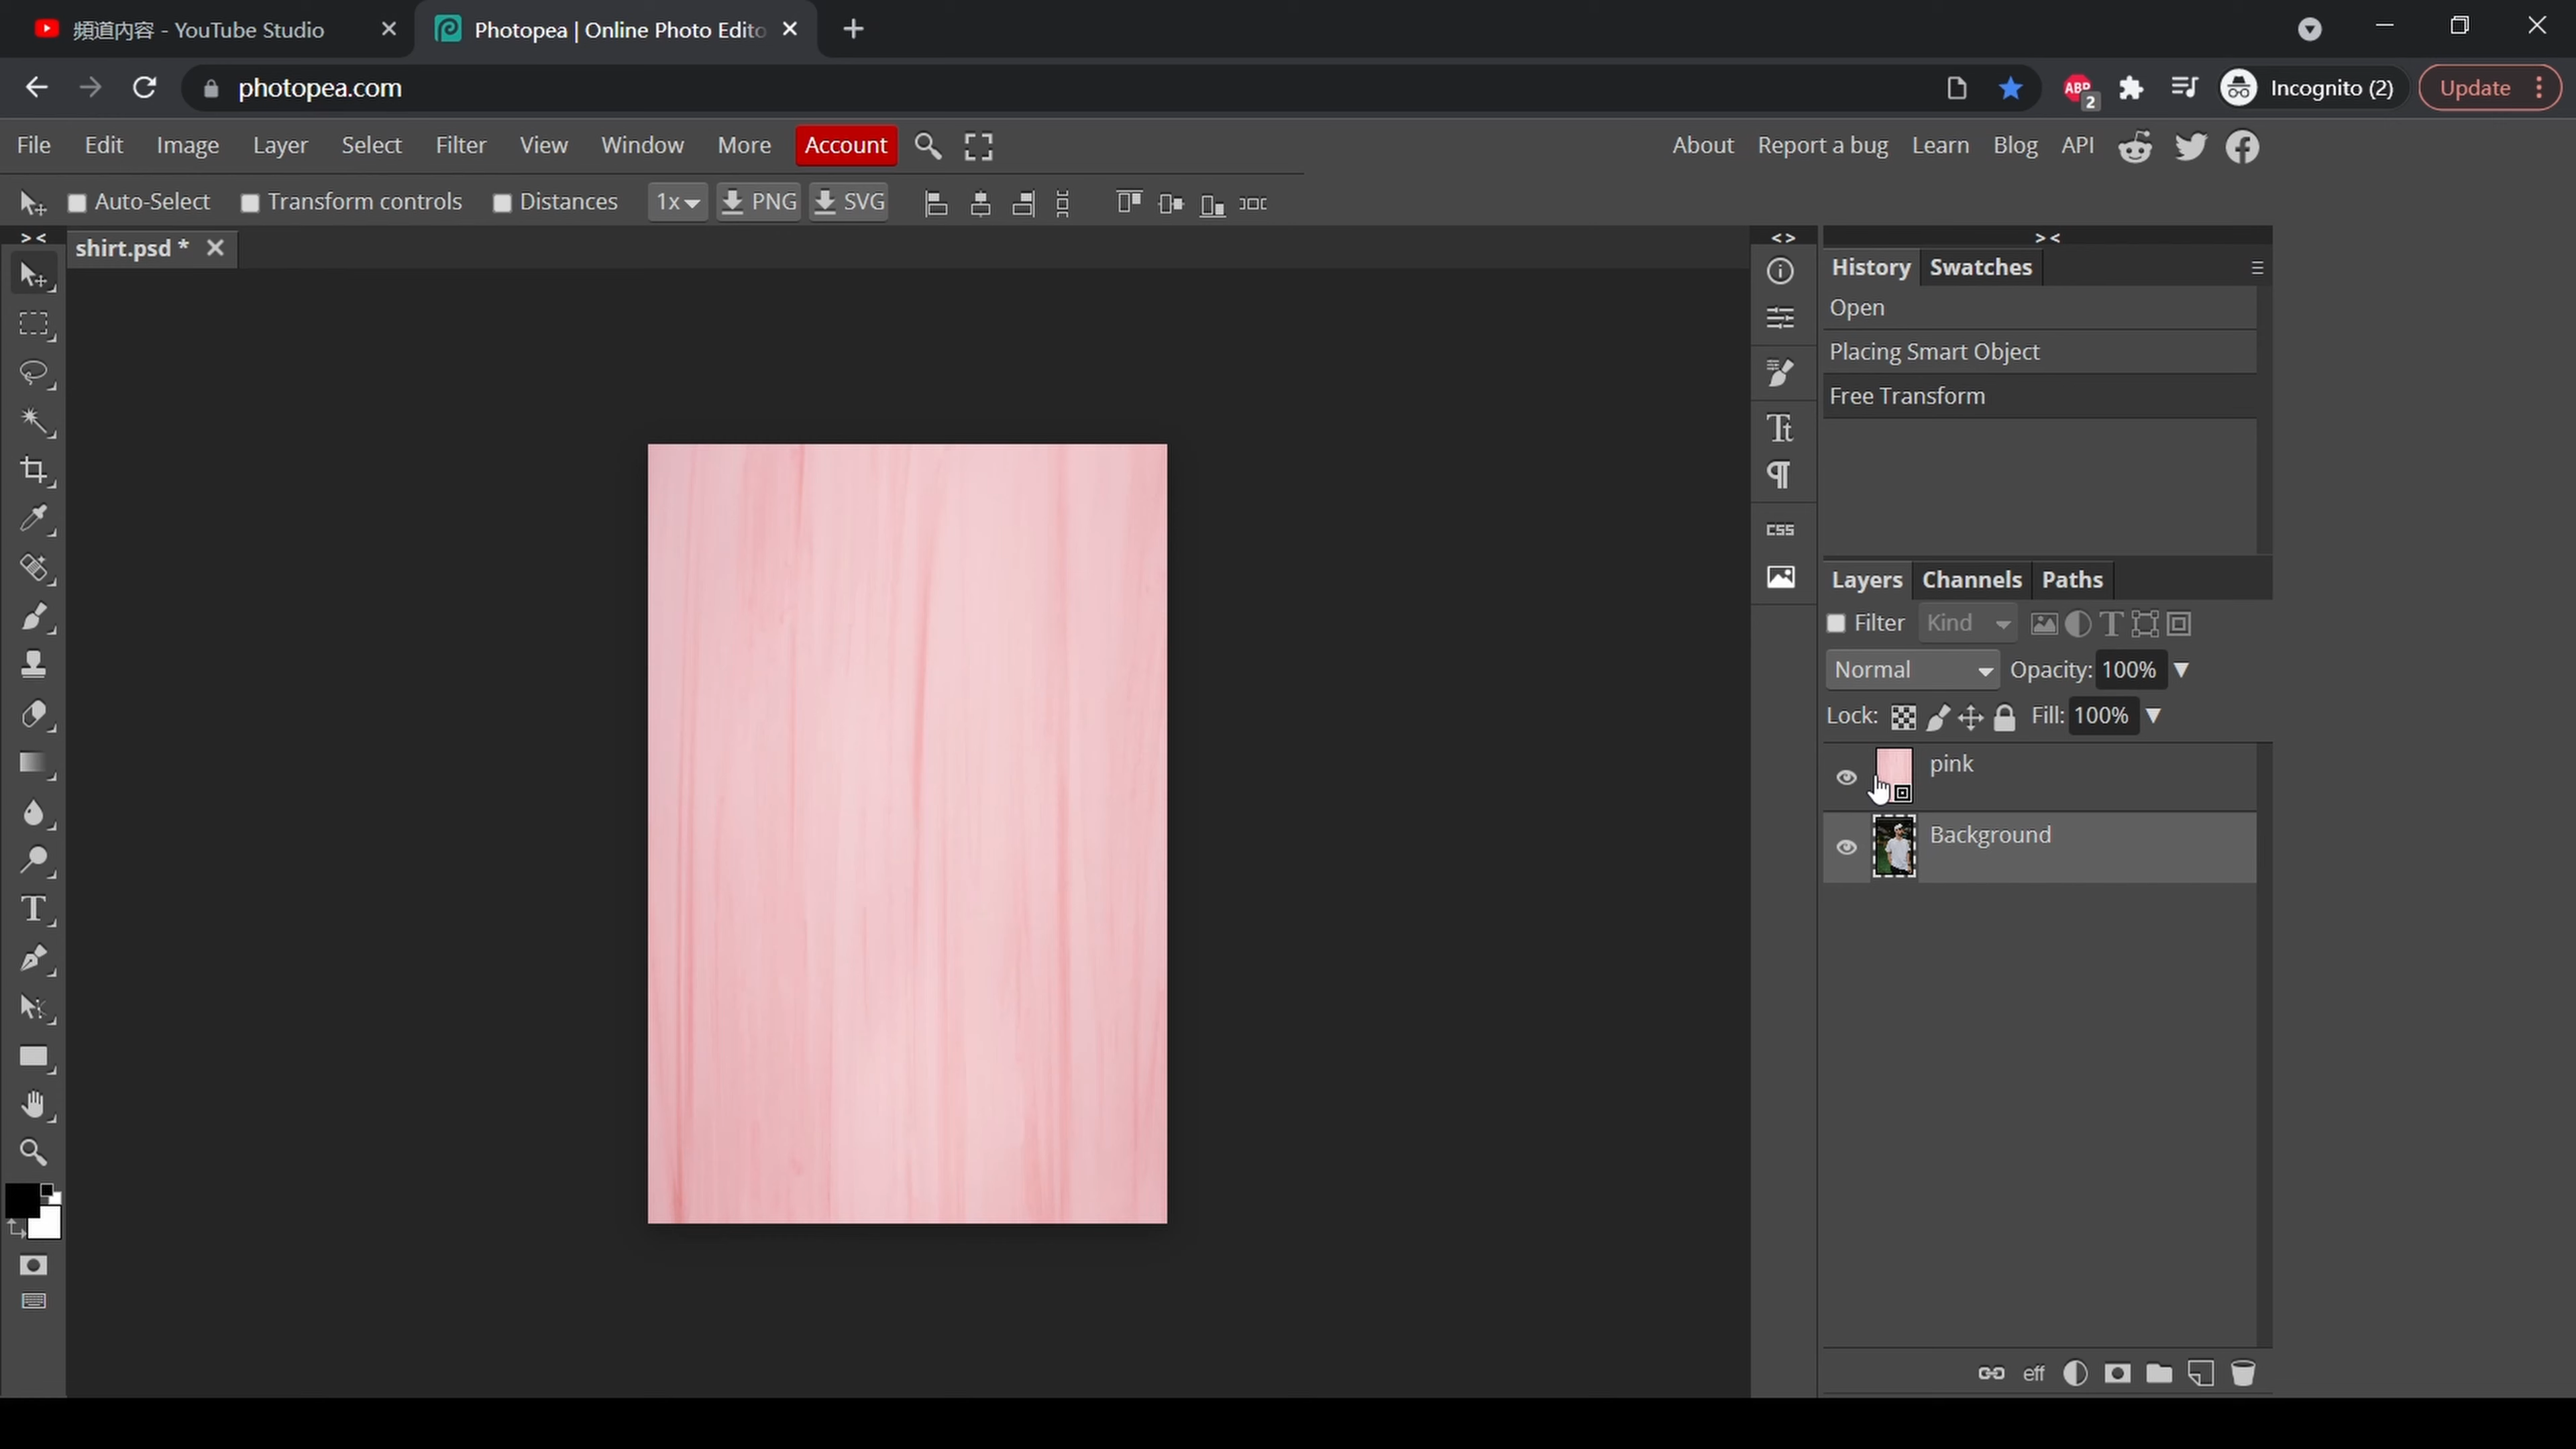 頻道內容 - YouTube Studio
Photopea | Online Photo Edito
photopea.com
ABP
2
Incognito (2)
Update
File Edit Image Layer Select Filter View Window More Account
About Report a bug Learn Blog API
Auto-Select Transform controls Distances 1x PNG SVG
shirt.psd *
History Swatches
Open
Placing Smart Object
Free Transform
CSS
Layers Channels Paths
Filter Kind
Normal Opacity: 100%
Lock: Fill: 100%
pink
Background
eff